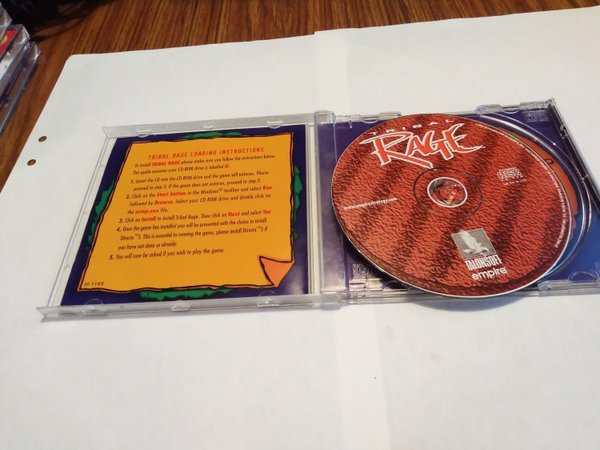 TRIBAL RAGE LOADING INSTRUCTIONS
To install TRIBAL RAGE please make sure you follow the instructions below
This guide assumes your CD-ROM drive is labelled D:
1. Insert the CD into the CD-ROM drive and the game will autorun. Please
proceed to step 3. If the game does not autorun, proceed to step 2.
2. Click on the Start button in the Windows taskbar and select Run
followed by Browse. Select your CD-ROM drive and double click on
the setup.exe file.
3. Click on Install to install Tribal Rage. Then click on Next and select Yes
4. Once the game has installed you will be presented with the choice to install
DirectX™5. This is essential to running the game, please install DirectX™5 if
you have not done so already.
5. You will now be asked if you wish to play the game.
TRIBAL
RAGE
TALONSOFT
empire